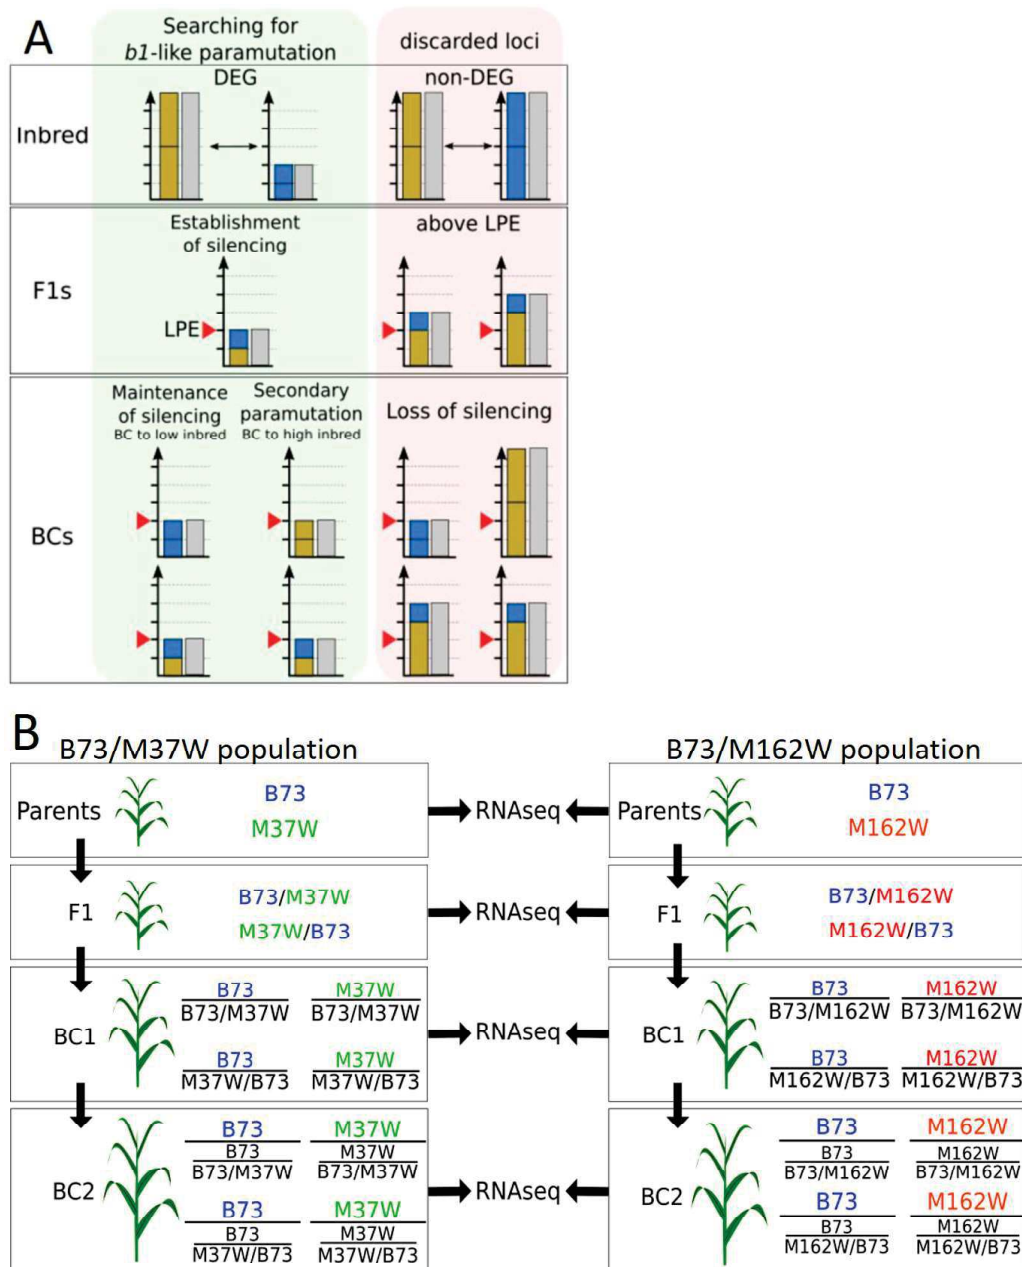 A
Searching for
b1-like paramutation
discarded loci
DEG
non-DEG
Inbred
Establishment
of silencing
above LPE
F1s
LPE
Maintenance
of silencing
BC to low inbred
Secondary
paramutation
BC to high inbred
Loss of silencing
BCs
B
B73/M37W population
B73/M162W population
Parents
B73
M37W
RNAseq
Parents
B73
M162W
F1
B73/M37W
M37W/B73
RNAseq
F1
B73/M162W
M162W/B73
BC1
B73
B73/M37W
M37W
B73/M37W
B73
M37W/B73
M37W
M37W/B73
RNAseq
BC1
B73
B73/M162W
M162W
B73/M162W
B73
M162W/B73
M162W
M162W/B73
BC2
B73
B73
B73/M37W
M37W
M37W
B73/M37W
B73
B73
M37W/B73
M37W
M37W
M37W/B73
RNAseq
BC2
B73
B73
B73/M162W
M162W
M162W
B73/M162W
B73
B73
M162W/B73
M162W
M162W
M162W/B73